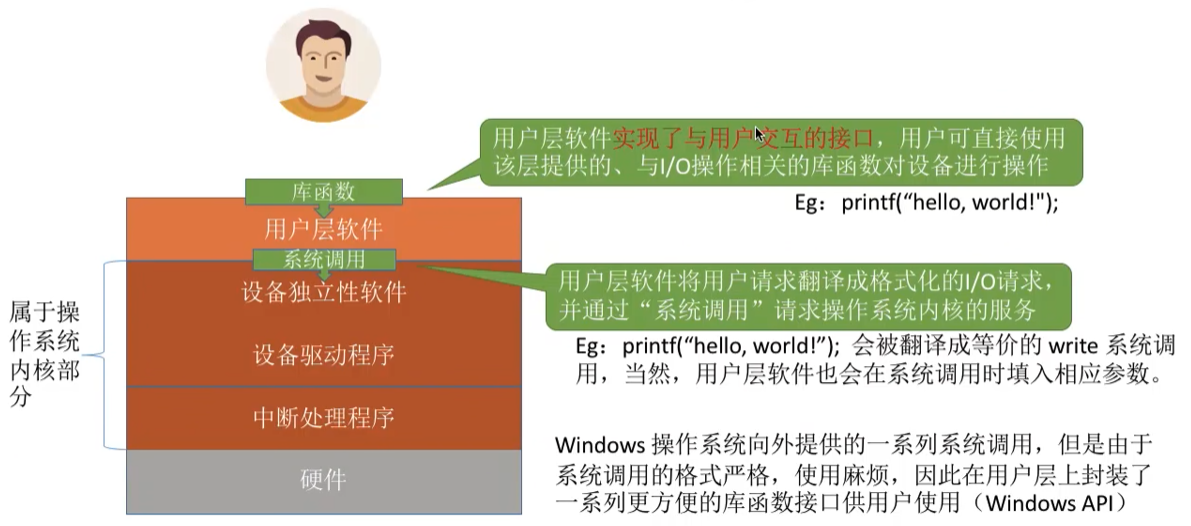 用户层软件实现了与用户交互的接口，用户可直接使用
该层提供的、与I/O操作相关的库函数对设备进行操作
库函数
Eg：printf(“hello, world!");
用户层软件
系统调用
用户层软件将用户请求翻译成格式化的I/O请求，
并通过“系统调用”请求操作系统内核的服务
设备独立性软件
属于操
作系统
内核部
分
Eg：printf(“hello, world!”); 会被翻译成等价的 write 系统调
用，当然，用户层软件也会在系统调用时填入相应参数。
设备驱动程序
中断处理程序
Windows 操作系统向外提供的一系列系统调用，但是由于
系统调用的格式严格，使用麻烦，因此在用户层上封装了
一系列更方便的库函数接口供用户使用（Windows API）
硬件